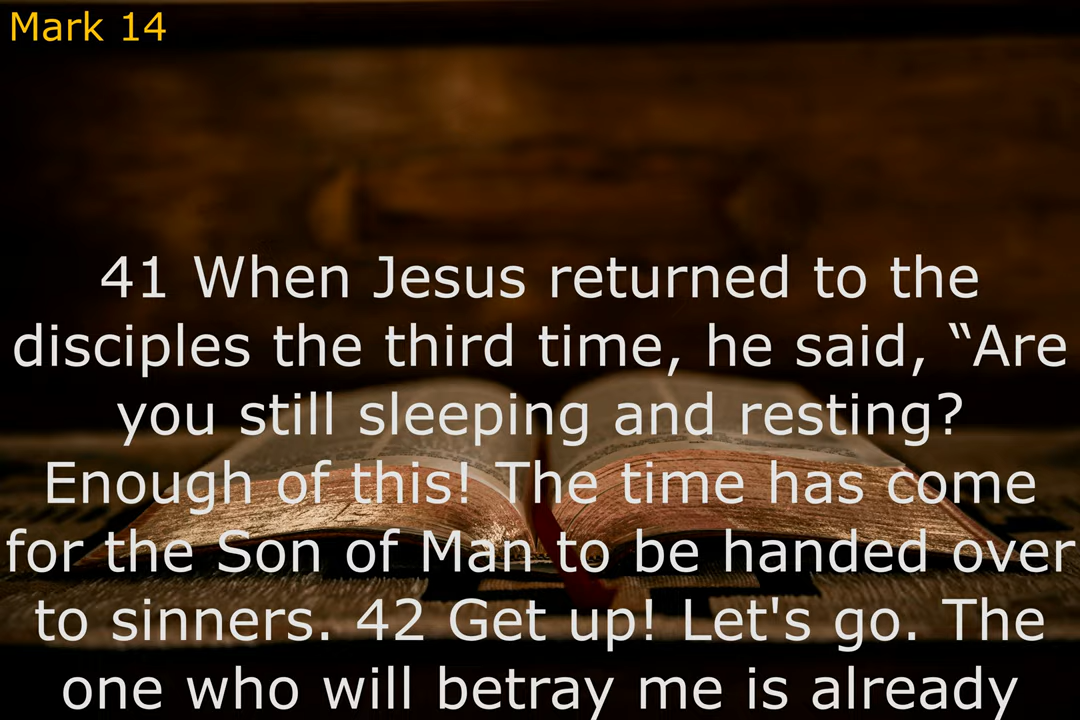 Mark 14
41 When Jesus returned to the
disciples the third time, he said, “Are
you still sleeping and resting?
Enough of this! The time has come
for the Son of Man to be handed over
to sinners. 42 Get up! Let's go. The
one who will betray me is already